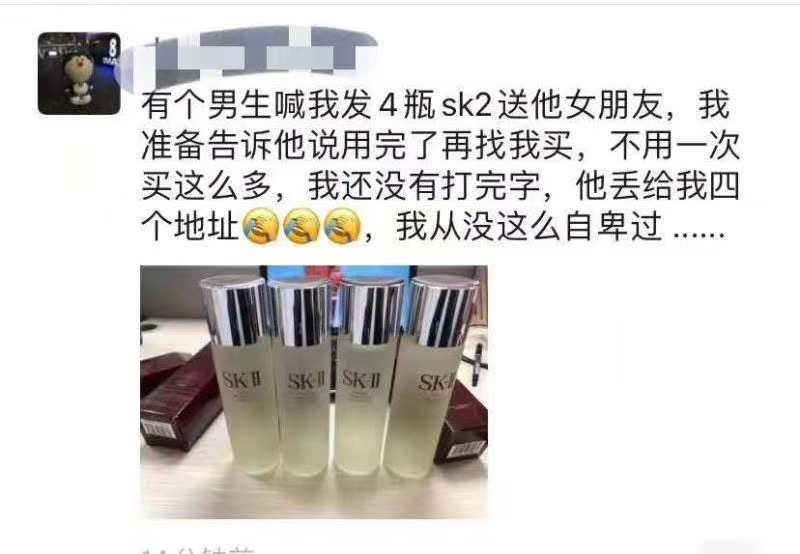 有个男生喊我发4瓶sk2送他女朋友，我
准备告诉他说用完了再找我买，不用一次
买这么多，我还没有打完字，他丢给我四
个地址🤦🤦🤦，我从没这么自卑过 ......
SK-II
SK-II
SK-II
SK-II